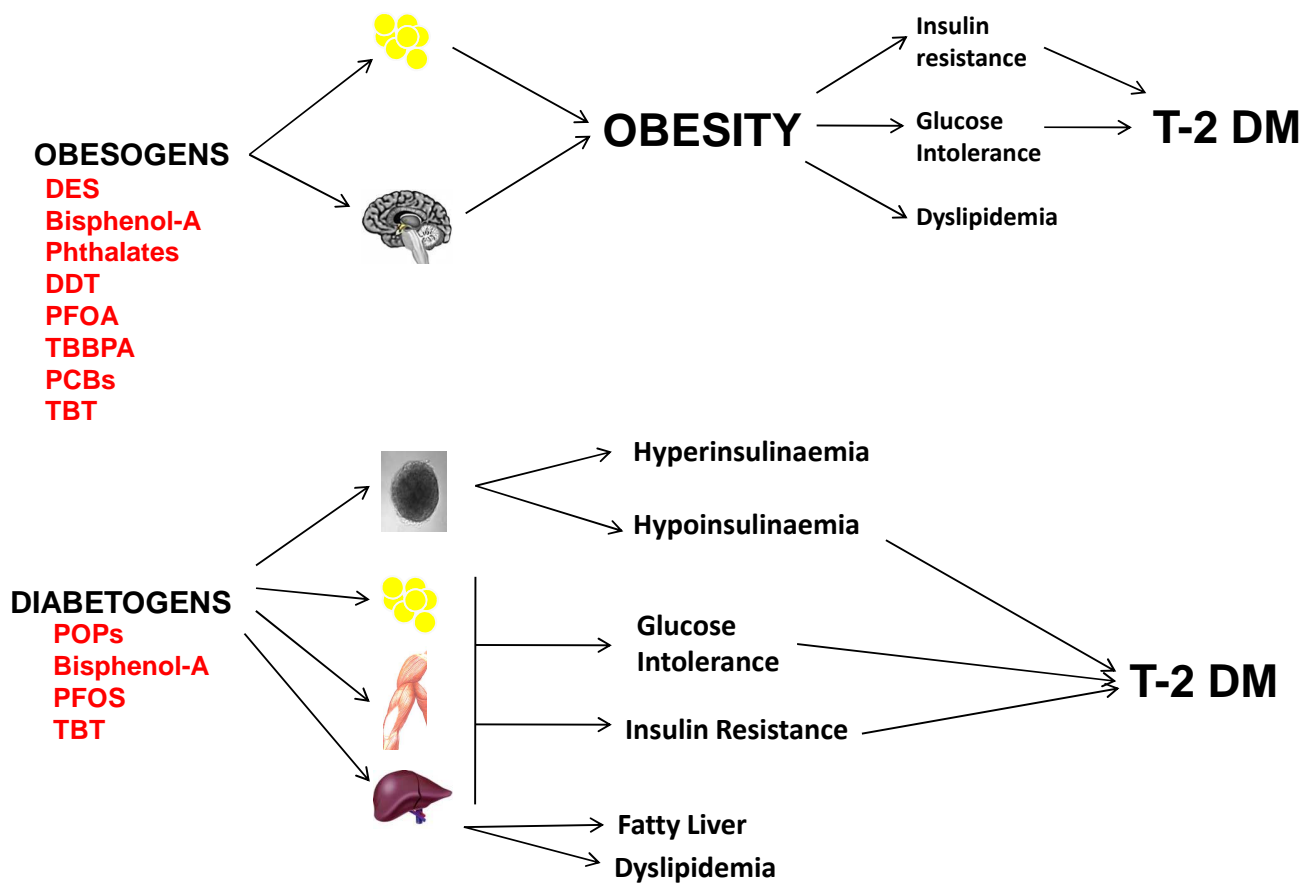 Insulin
resistance
OBESITY
Glucose
Intolerance
T-2 DM
OBESOGENS
DES
Bisphenol-A
Phthalates
DDT
PFOA
TBBPA
PCBs
TBT
Dyslipidemia
Hyperinsulinaemia
Hypoinsulinaemia
DIABETOGENS
POPs
Bisphenol-A
PFOS
TBT
Glucose
Intolerance
Insulin Resistance
T-2 DM
Fatty Liver
Dyslipidemia